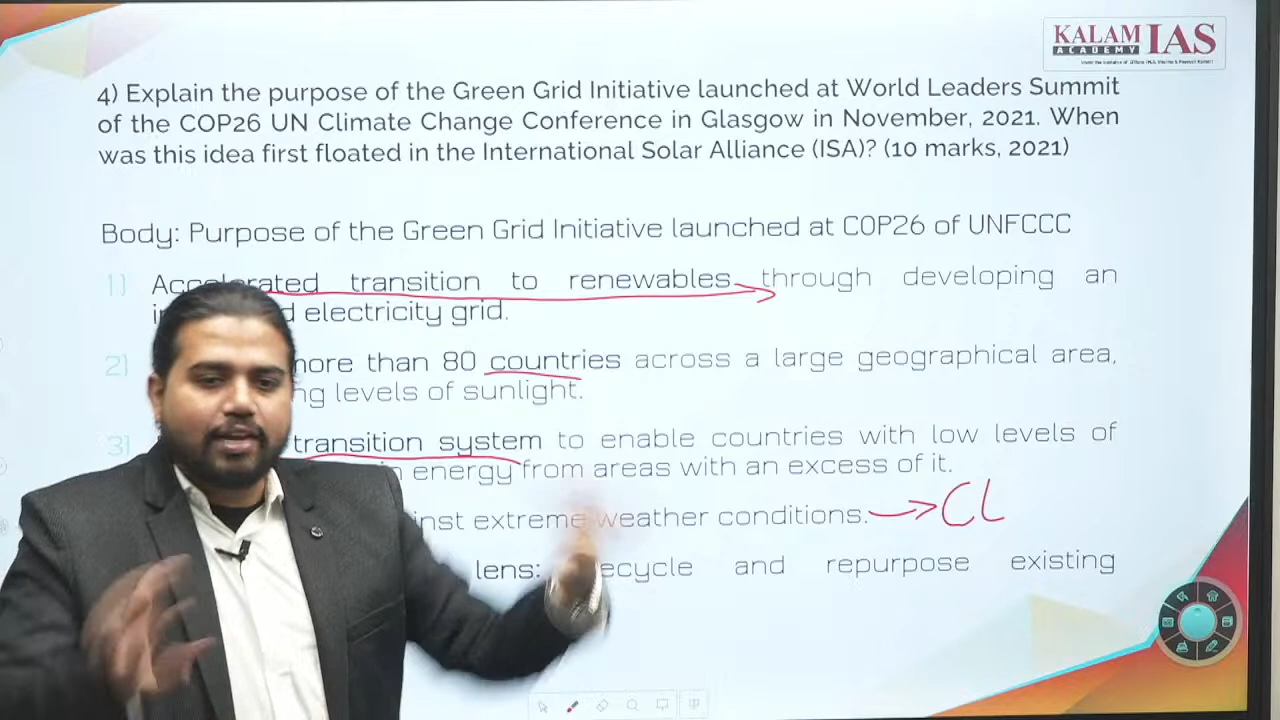 KALAM IAS
ACADEMY
4) Explain the purpose of the Green Grid Initiative launched at World Leaders Summit
of the COP26 UN Climate Change Conference in Glasgow in November, 2021. When
was this idea first floated in the International Solar Alliance (ISA)? (10 marks, 2021)
Body: Purpose of the Green Grid Initiative launched at COP26 of UNFCCC
1) Accelerated transition to renewables through developing an
electricity grid.
2) more than 80 countries across a large geographical area,
levels of sunlight.
3) transition system to enable countries with low levels of
in energy from areas with an excess of it.
extreme weather conditions. → CL
lens: recycle and repurpose existing